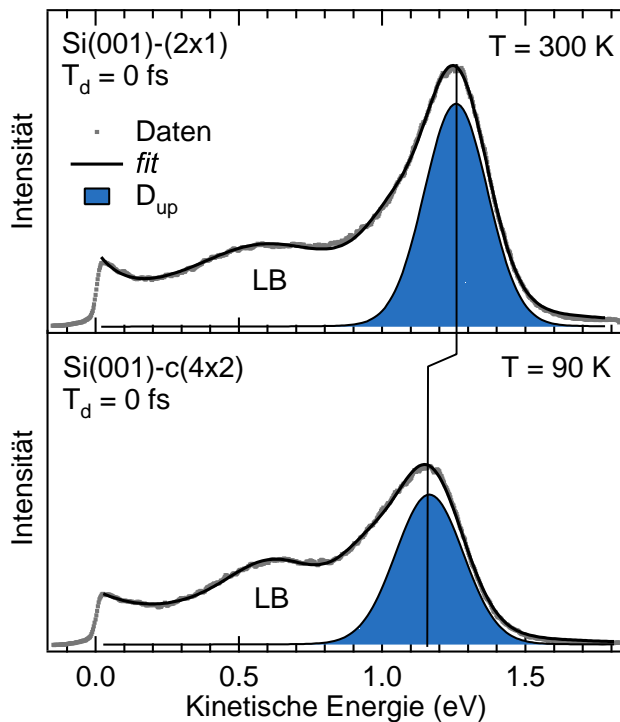 Si(001)-(2x1)
T = 300 K
T_d = 0 fs
Daten
fit
D_up
LB
Intensität
Si(001)-c(4x2)
T = 90 K
T_d = 0 fs
LB
Intensität
0.0 0.5 1.0 1.5
Kinetische Energie (eV)